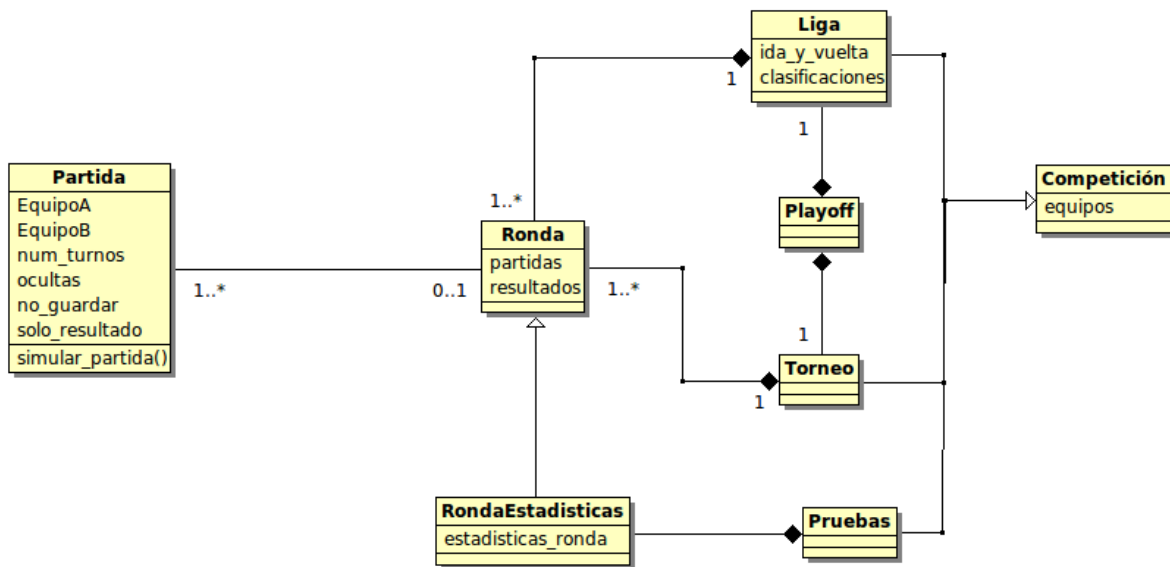 Liga
ida_y_vuelta
clasificaciones
1
1
Partida
EquipoA
EquipoB
num_turnos
ocultas
no_guardar
solo_resultado
simular_partida()
1..*
0..1
1..*
Ronda
partidas
resultados
1..*
Playoff
Competición
equipos
1
Torneo
1
RondaEstadisticas
estadisticas_ronda
Pruebas